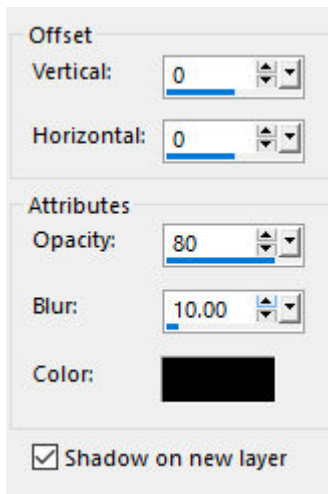 Offset
Vertical: 0
Horizontal: 0
Attributes
Opacity: 80
Blur: 10.00
Color:
Shadow on new layer